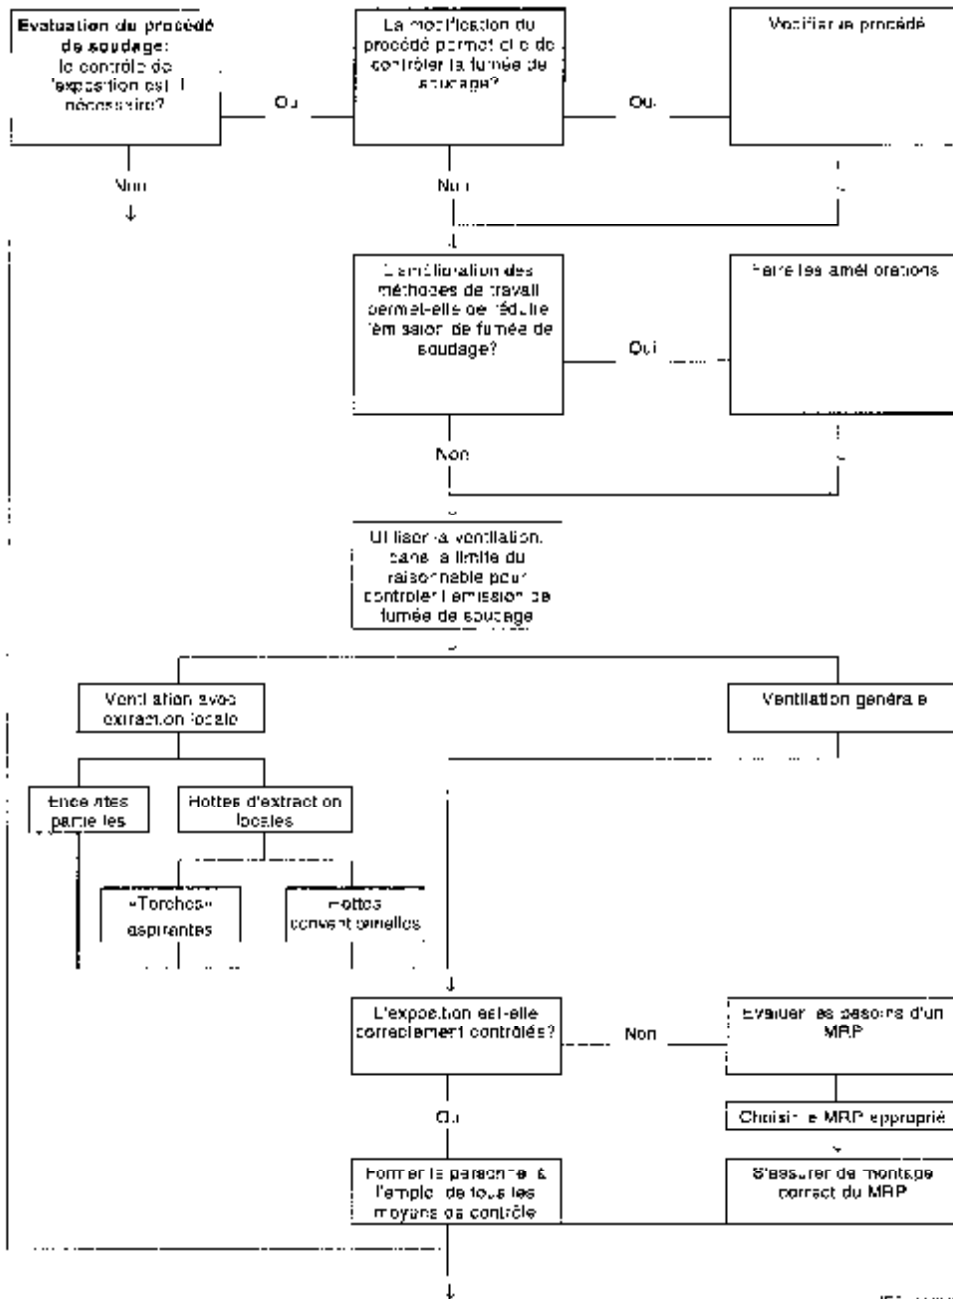 Evaluation du procédé
de soudage:
le contrôle de
l'exposition est-il
nécessaire?
Oui
La modification du
procédé permet elle de
contrôler la fumée de
soudage?
Oui
Modifier le procédé
Non
Non
L'amélioration des
méthodes de travail
permet-elle de réduire
l'émission de fumée de
soudage?
Oui
Faire les améliorations
Non
Utiliser la ventilation,
dans la limite du
raisonnable pour
contrôler l'émission de
fumée de soudage
Ventilation avec
extraction locale
Ventilation générale
Enceintes
partielles
Hottes d'extraction
locales
«Torches»
aspirantes
Hottes
conventionnelles
L'exposition est-elle
correctement contrôlés?
Non
Evaluer les besoins d'un
MRP
Oui
Choisir le MRP approprié
Former le personnel à
l'emploi de tous les
moyens de contrôle
S'assurer de montage
correct du MRP